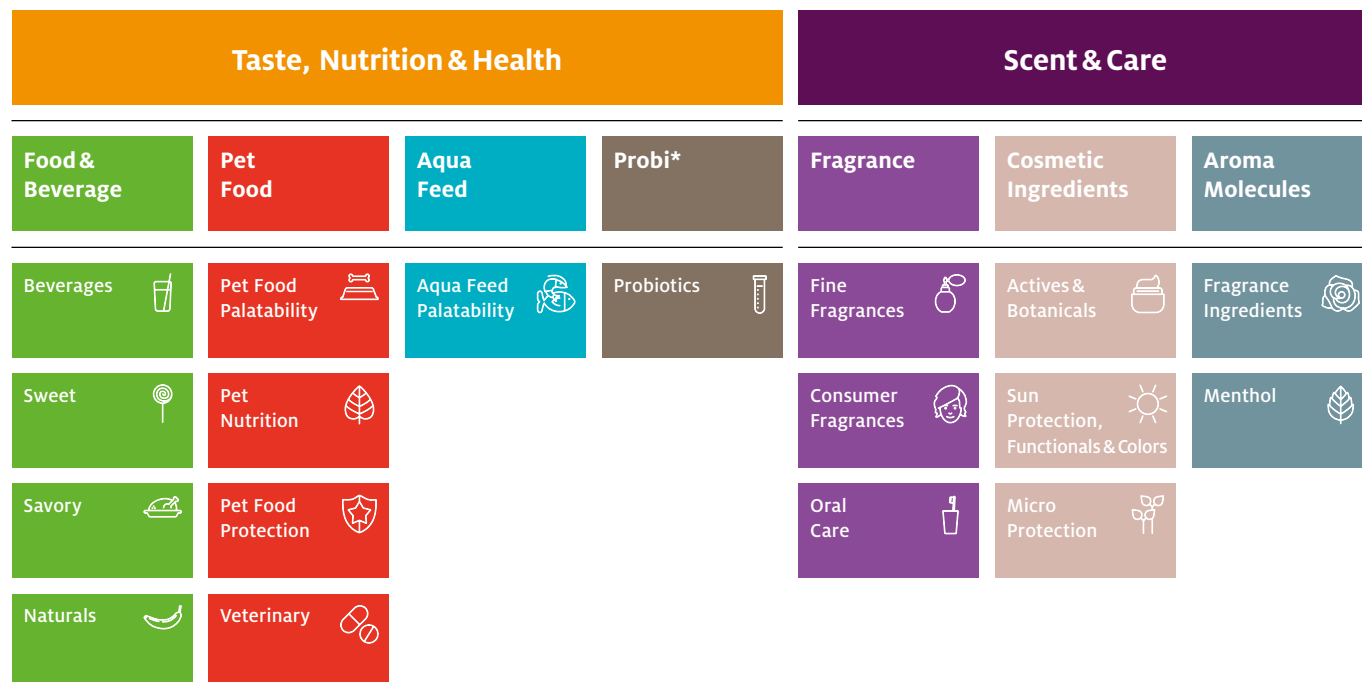 Taste, Nutrition & Health
Scent & Care
Food &
Beverage
Pet
Food
Aqua
Feed
Probi*
Fragrance
Cosmetic
Ingredients
Aroma
Molecules
Beverages
Pet Food
Palatability
Aqua Feed
Palatability
Probiotics
Fine
Fragrances
Actives &
Botanicals
Fragrance
Ingredients
Sweet
Pet
Nutrition
Consumer
Fragrances
Sun
Protection,
Functionals & Colors
Menthol
Savory
Pet Food
Protection
Oral
Care
Micro
Protection
Naturals
Veterinary